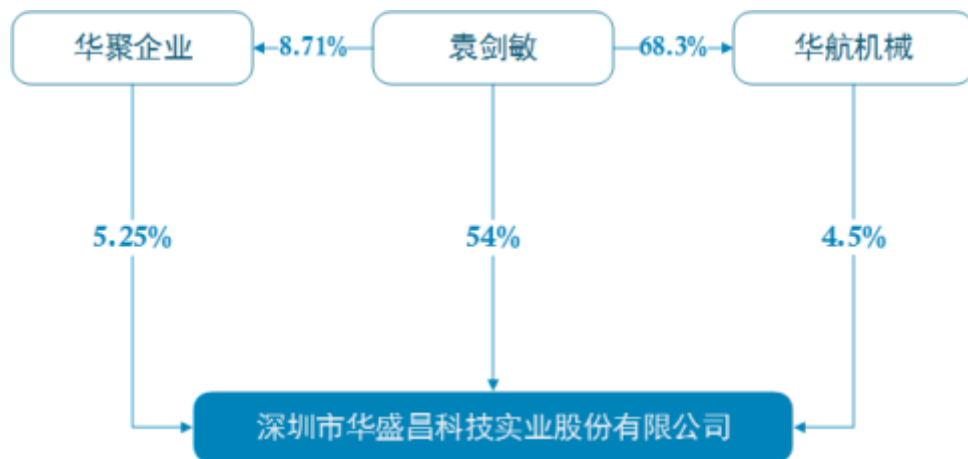 华聚企业
8.71%
袁剑敏
68.3%
华航机械
5.25%
54%
4.5%
深圳市华盛昌科技实业股份有限公司